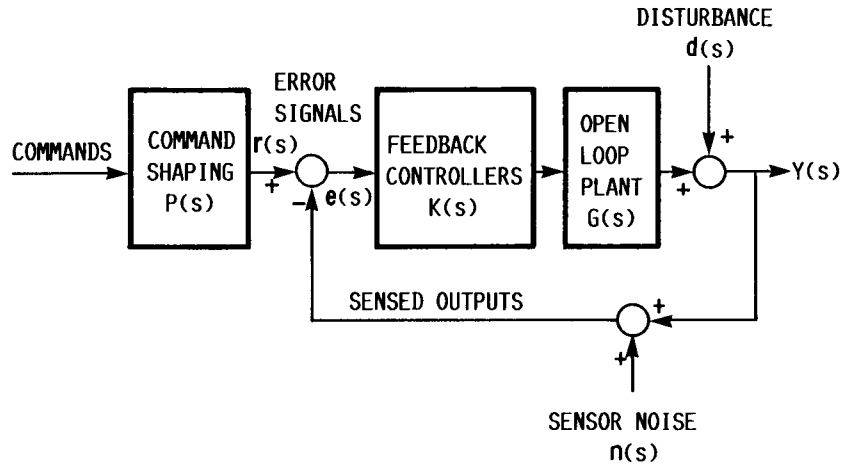 DISTURBANCE
d(s)
ERROR
SIGNALS
COMMANDS
COMMAND
SHAPING
P(s)
r(s)
+
-
e(s)
FEEDBACK
CONTROLLERS
K(s)
OPEN
LOOP
PLANT
G(s)
+
+
Y(s)
SENSED OUTPUTS
+
+
SENSOR NOISE
n(s)